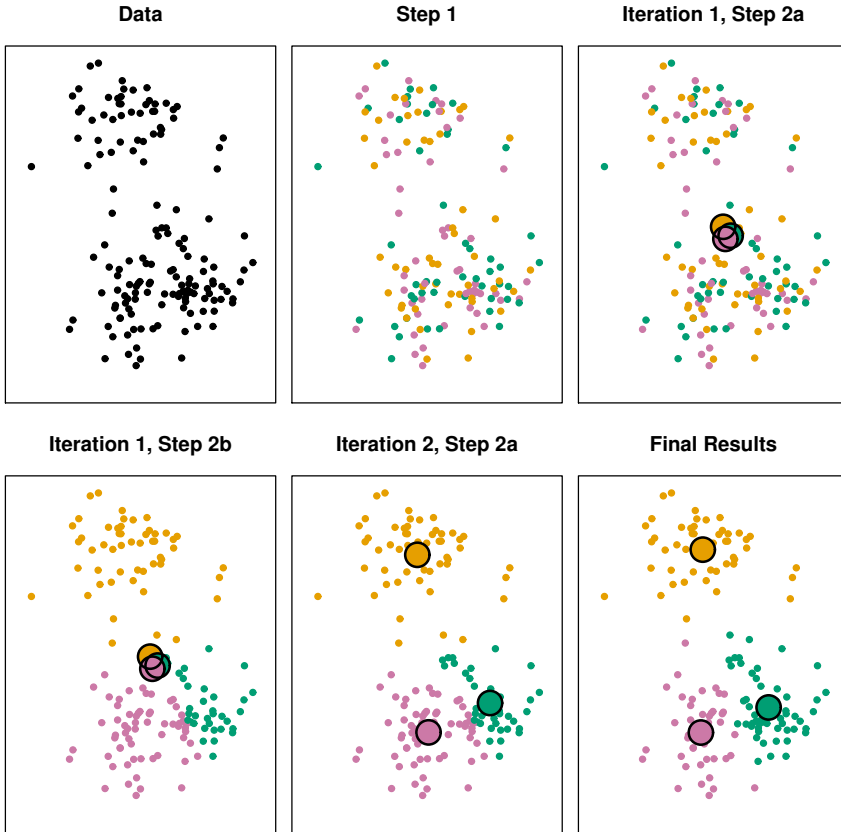 Data
Step 1
Iteration 1, Step 2a
Iteration 1, Step 2b
Iteration 2, Step 2a
Final Results